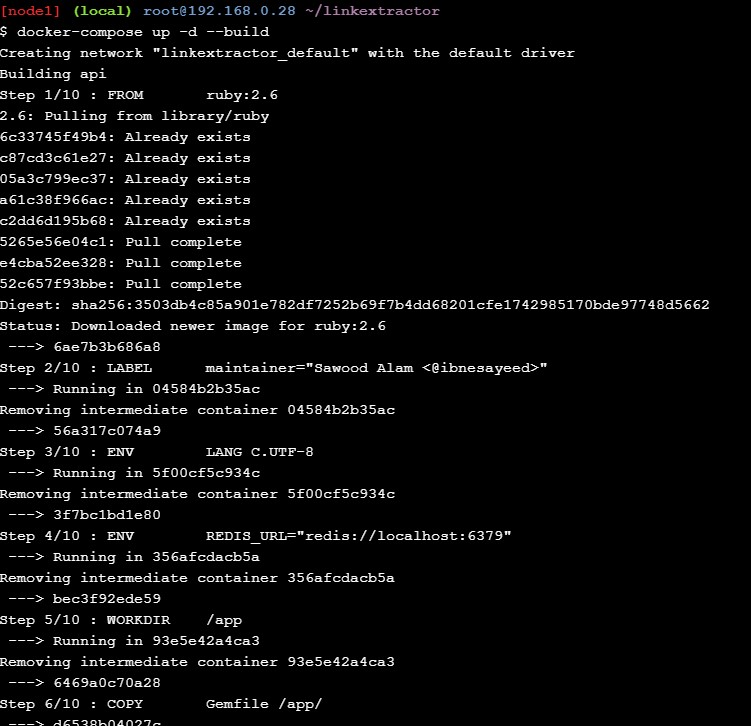 [node1] (local) root@192.168.0.28 ~/linkextractor
$ docker-compose up -d --build
Creating network "linkextractor_default" with the default driver
Building api
Step 1/10 : FROM ruby:2.6
2.6: Pulling from library/ruby
6c33745f49b4: Already exists
c87cd3c61e27: Already exists
05a3c799ec37: Already exists
a61c38f966ac: Already exists
c2dd6d195b68: Already exists
5265e56e04c1: Pull complete
e4cba52ee328: Pull complete
52c657f93bbe: Pull complete
Digest: sha256:3503db4c85a901e782df7252b69f7b4dd68201cfe1742985170bde97748d5662
Status: Downloaded newer image for ruby:2.6
---> 6ae7b3b686a8
Step 2/10 : LABEL maintainer="Sawood Alam <@ibnesayeed>"
---> Running in 04584b2b35ac
Removing intermediate container 04584b2b35ac
---> 56a317c074a9
Step 3/10 : ENV LANG C.UTF-8
---> Running in 5f00cf5c934c
Removing intermediate container 5f00cf5c934c
---> 3f7bc1bd1e80
Step 4/10 : ENV REDIS_URL="redis://localhost:6379"
---> Running in 356afcdacb5a
Removing intermediate container 356afcdacb5a
---> bec3f92ede59
Step 5/10 : WORKDIR /app
---> Running in 93e5e42a4ca3
Removing intermediate container 93e5e42a4ca3
---> 6469a0c70a28
Step 6/10 : COPY Gemfile /app/
--->